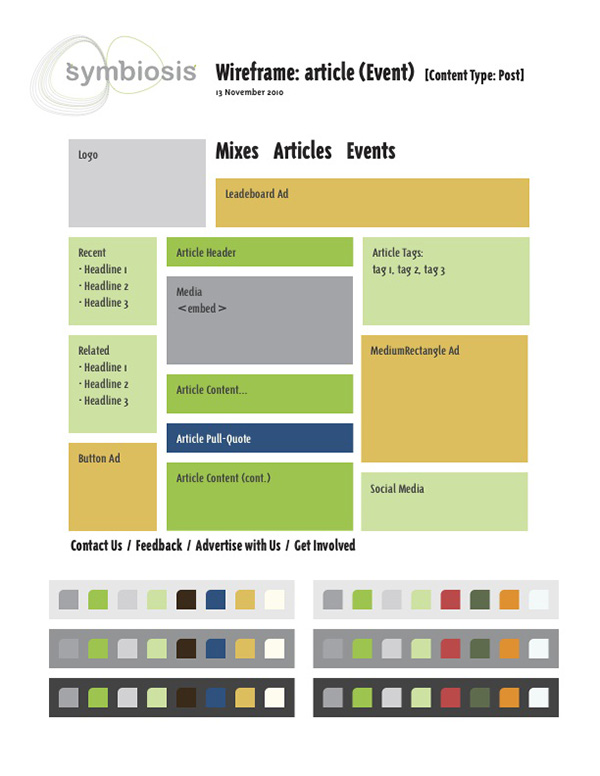 symbiosis
Wireframe: article (Event) [Content Type: Post]
13 November 2010
Logo
Mixes Articles Events
Leadeboard Ad
Recent
· Headline 1
· Headline 2
· Headline 3
Related
· Headline 1
· Headline 2
· Headline 3
Button Ad
Article Header
Media
<embed>
Article Content...
Article Pull-Quote
Article Content (cont.)
Article Tags:
tag 1, tag 2, tag 3
MediumRectangle Ad
Social Media
Contact Us / Feedback / Advertise with Us / Get Involved